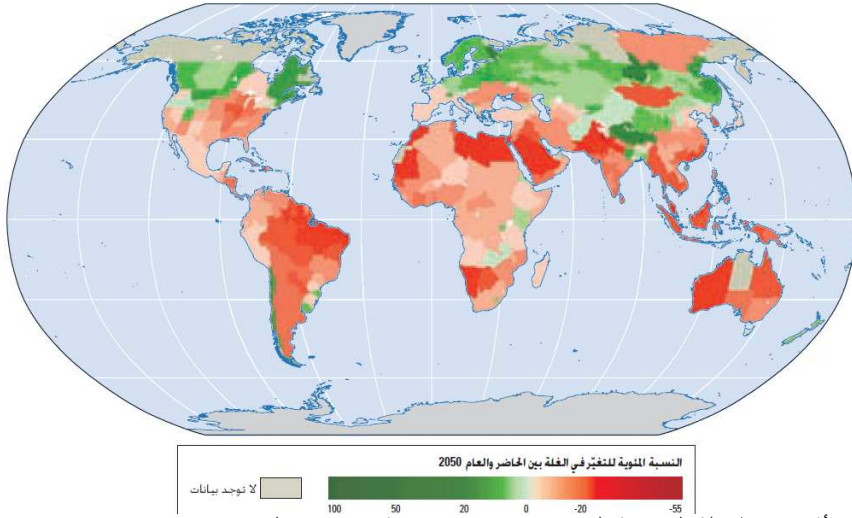 النسبة المئوية للتغيّر في الغلة بين الحاضر والعام 2050
لا توجد بيانات
100 50 20 0 -20 -55